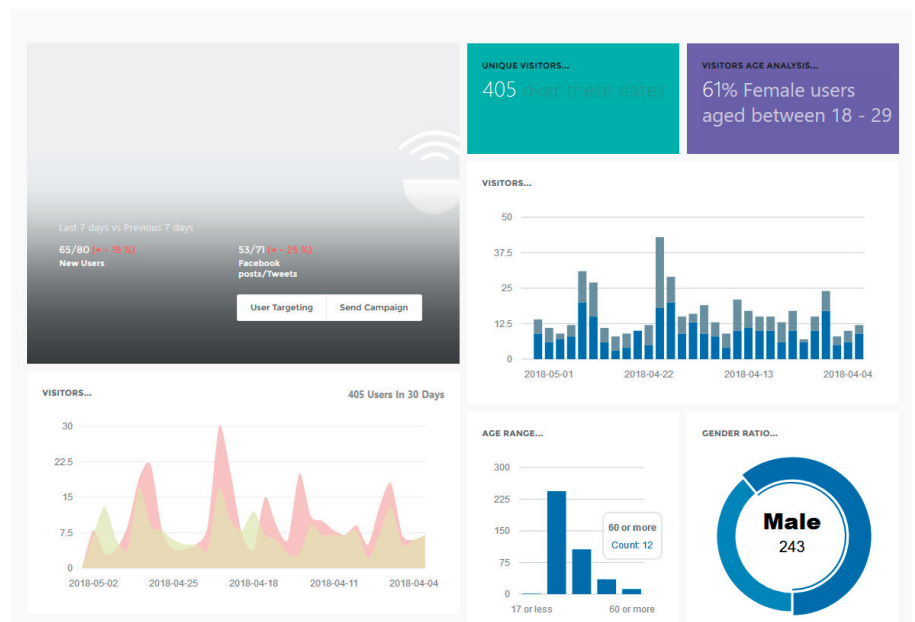 Last 7 days vs Previous 7 days
65/80 (- 19 %)
New Users
53/71 (- 25 %)
Facebook
posts/Tweets
User Targeting
Send Campaign
UNIQUE VISITORS...
405 over these dates
VISITORS AGE ANALYSIS...
61% Female users
aged between 18 - 29
VISITORS...
50
37.5
25
12.5
0
2018-05-01 2018-04-22 2018-04-13 2018-04-04
VISITORS...
405 Users In 30 Days
30
22.5
15
7.5
0
2018-05-02 2018-04-25 2018-04-18 2018-04-11 2018-04-04
AGE RANGE...
300
225
150
75
0
60 or more
Count: 12
17 or less 60 or more
GENDER RATIO...
Male
243